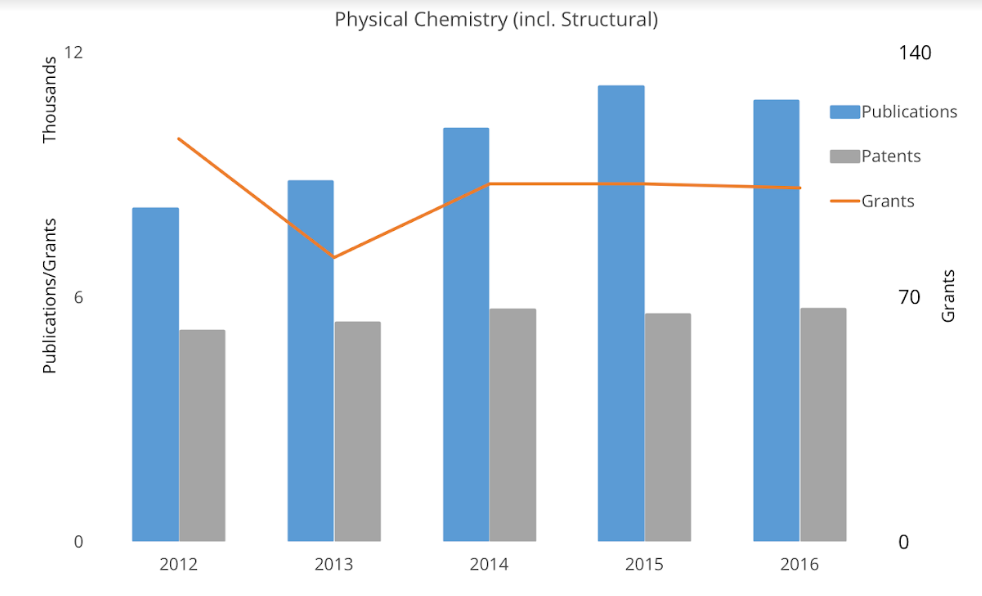 Physical Chemistry (incl. Structural)
12
6
0
Thousands
Publications/Grants
140
70
0
Grants
Publications
Patents
Grants
2012 2013 2014 2015 2016